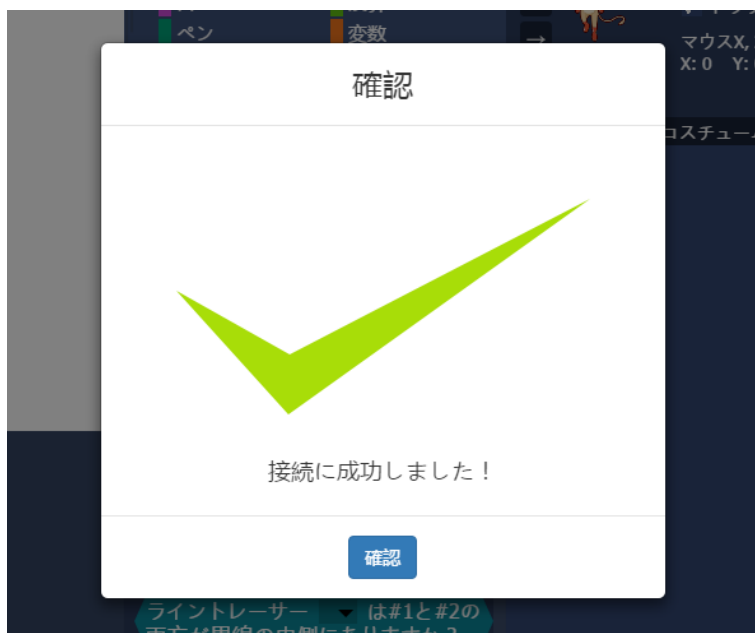 ペン
変数
→
マウスX,
X: 0 Y:
確認
コスチューム
接続に成功しました！
確認
ライントレーサー は#1と#2の